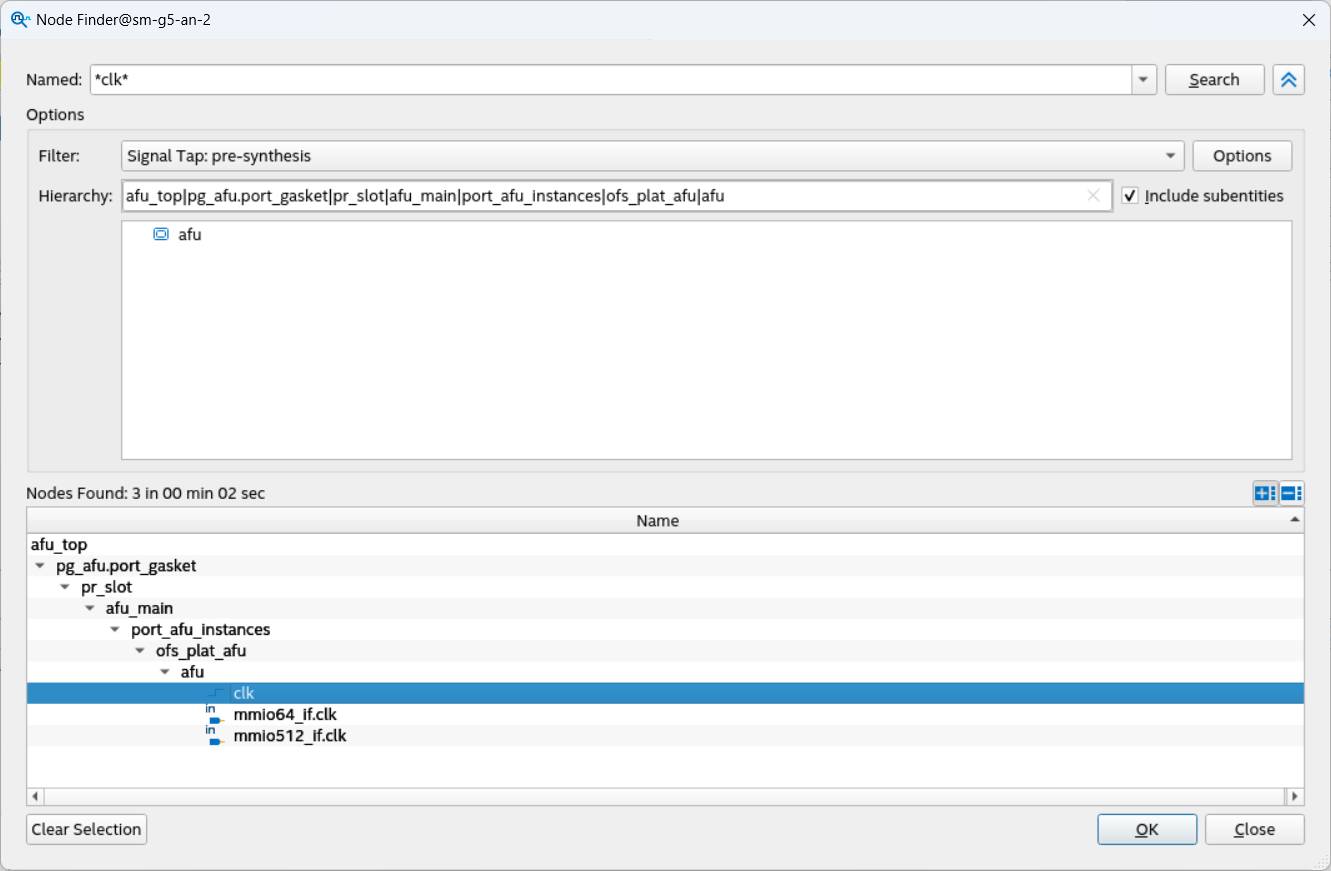 Node Finder@sm-g5-an-2
Named: *clk* Search
Options
Filter: Signal Tap: pre-synthesis Options
Hierarchy: afu_top|pg_afu.port_gasket|pr_slot|afu_main|port_afu_instances|ofs_plat_afu|afu Include subentities
afu
Nodes Found: 3 in 00 min 02 sec
Name
afu_top
pg_afu.port_gasket
pr_slot
afu_main
port_afu_instances
ofs_plat_afu
afu
clk
in mmio64_if.clk
in mmio512_if.clk
Clear Selection OK Close